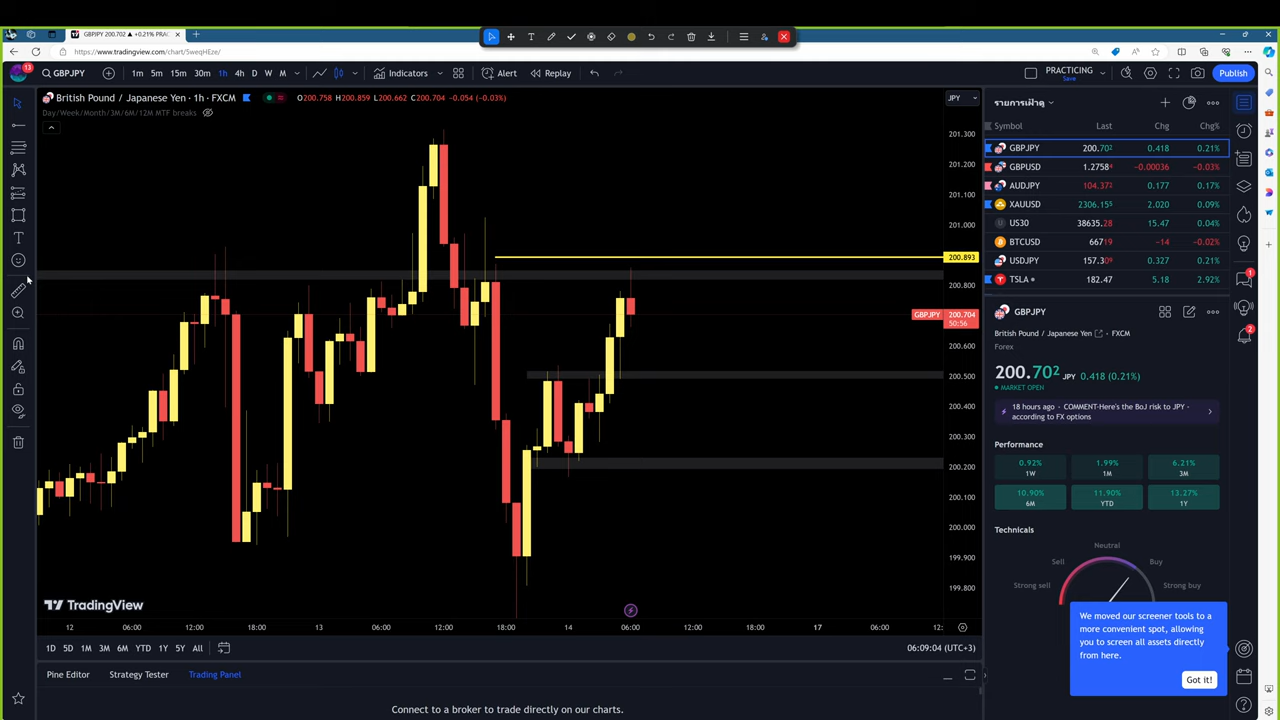 GBPJPY 200.702 ▲ +0.21% PRAC
https://www.tradingview.com/chart/5weqHEze/
13
GBPJPY
1m 5m 15m 30m 1h 4h D W M
Indicators
Alert
Replay
PRACTICING
Save
Publish
British Pound / Japanese Yen · 1h · FXCM
O200.758 H200.859 L200.662 C200.704 -0.054 (-0.03%)
Day/Week/Month/3M/6M/12M MTF breaks
JPY
201.300
201.200
201.100
201.000
200.893
200.800
GBPJPY 200.704
50:56
200.600
200.500
200.400
200.300
200.200
200.100
200.000
199.900
199.800
TradingView
12 06:00 12:00 18:00 13 06:00 12:00 18:00 14 06:00 12:00 18:00 17 06:00 12:
1D 5D 1M 3M 6M YTD 1Y 5Y All
06:09:04 (UTC+3)
Pine Editor
Strategy Tester
Trading Panel
Connect to a broker to trade directly on our charts.
รายการเฝ้าดู
Symbol Last Chg Chg%
GBPJPY 200.702 0.418 0.21%
GBPUSD 1.27584 -0.00036 -0.03%
AUDJPY 104.372 0.177 0.17%
XAUUSD 2306.155 2.020 0.09%
US30 38635.28 15.47 0.04%
BTCUSD 66719 -14 -0.02%
USDJPY 157.309 0.327 0.21%
TSLA 182.47 5.18 2.92%
GBPJPY
British Pound / Japanese Yen · FXCM
Forex
200.702 JPY 0.418 (0.21%)
MARKET OPEN
18 hours ago · COMMENT-Here's the BoJ risk to JPY - according to FX options
Performance
0.92% 1.99% 6.21%
1W 1M 3M
10.90% 11.90% 13.27%
6M YTD 1Y
Technicals
Neutral
Sell Buy
Strong sell Strong buy
We moved our screener tools to a
more convenient spot, allowing
you to screen all assets directly
from here.
Got it!
1
2